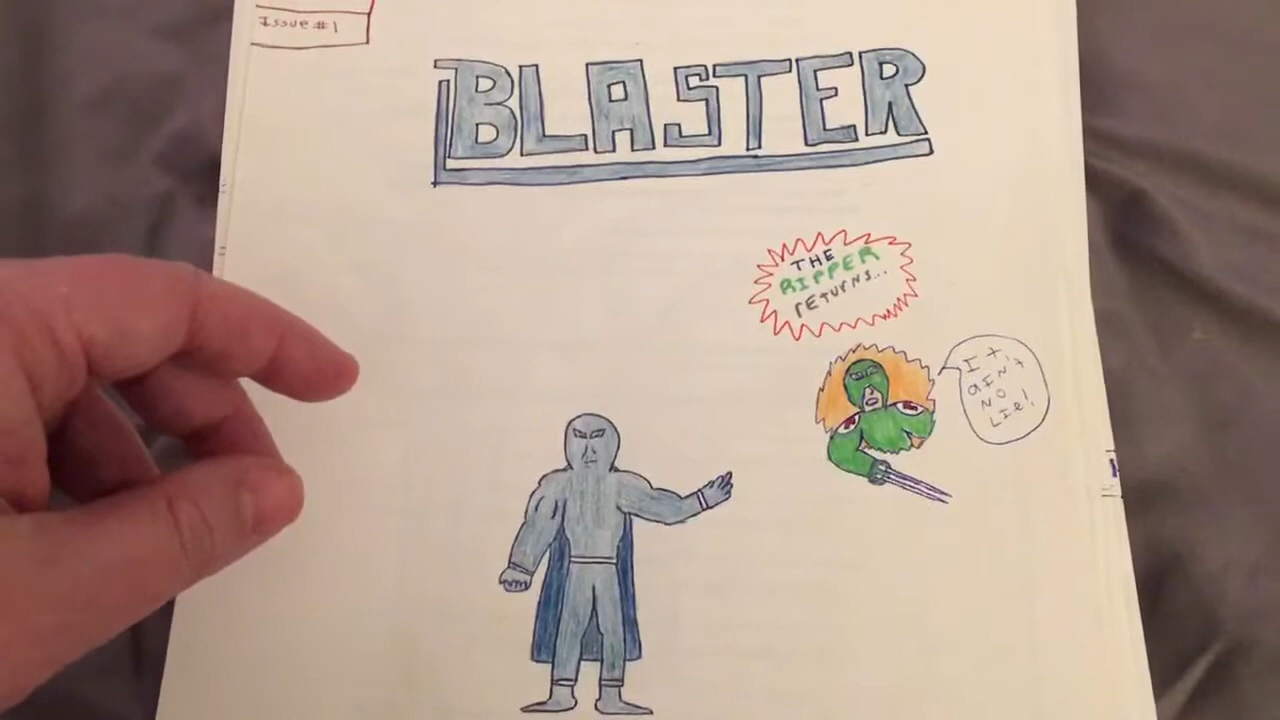 Issue #1
BLASTER
THE
RIPPER
RETURNS...
It
AIN't
NO
LIE!